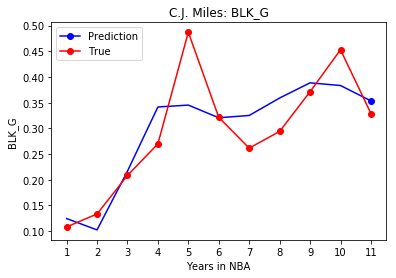 C.J. Miles: BLK_G
Prediction
True
BLK_G
0.50
0.45
0.40
0.35
0.30
0.25
0.20
0.15
0.10
1 2 3 4 5 6 7 8 9 10 11
Years in NBA